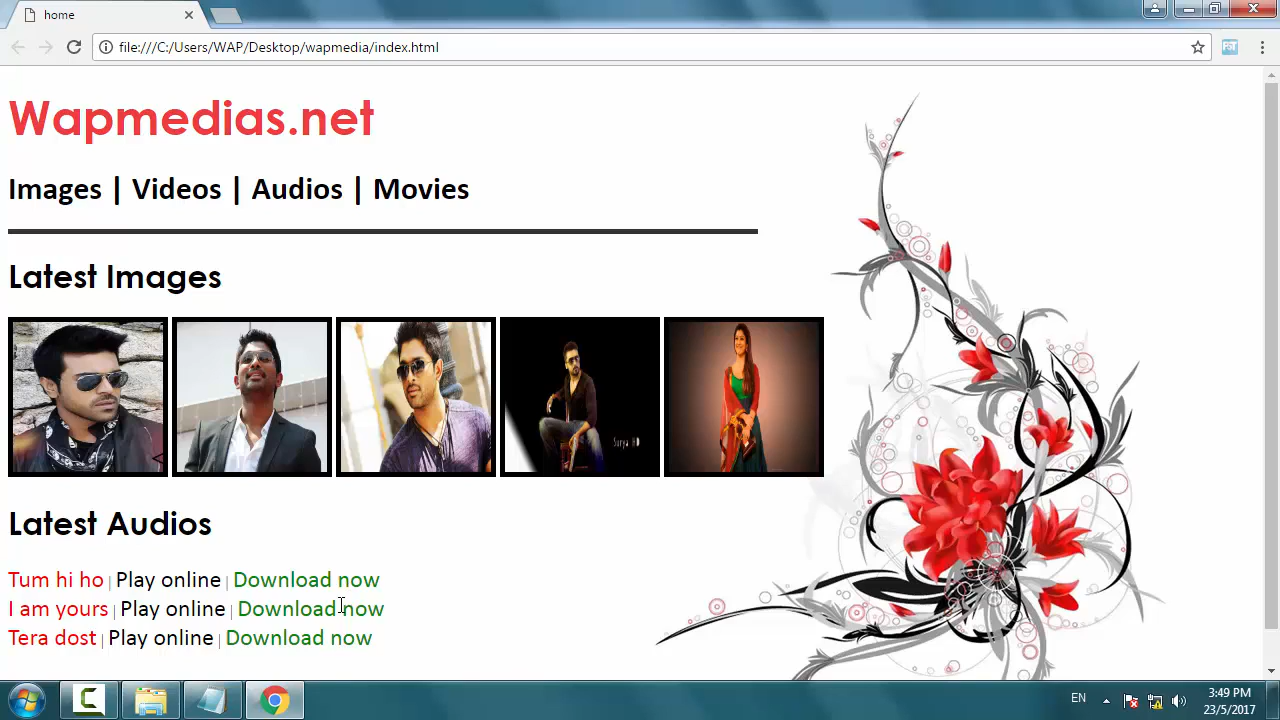 home
file:///C:/Users/WAP/Desktop/wapmedia/index.html
Wapmedias.net
Images | Videos | Audios | Movies
Latest Images
Surya HD
Latest Audios
Tum hi ho | Play online | Download now
I am yours | Play online | Download now
Tera dost | Play online | Download now
EN
3:49 PM
23/5/2017